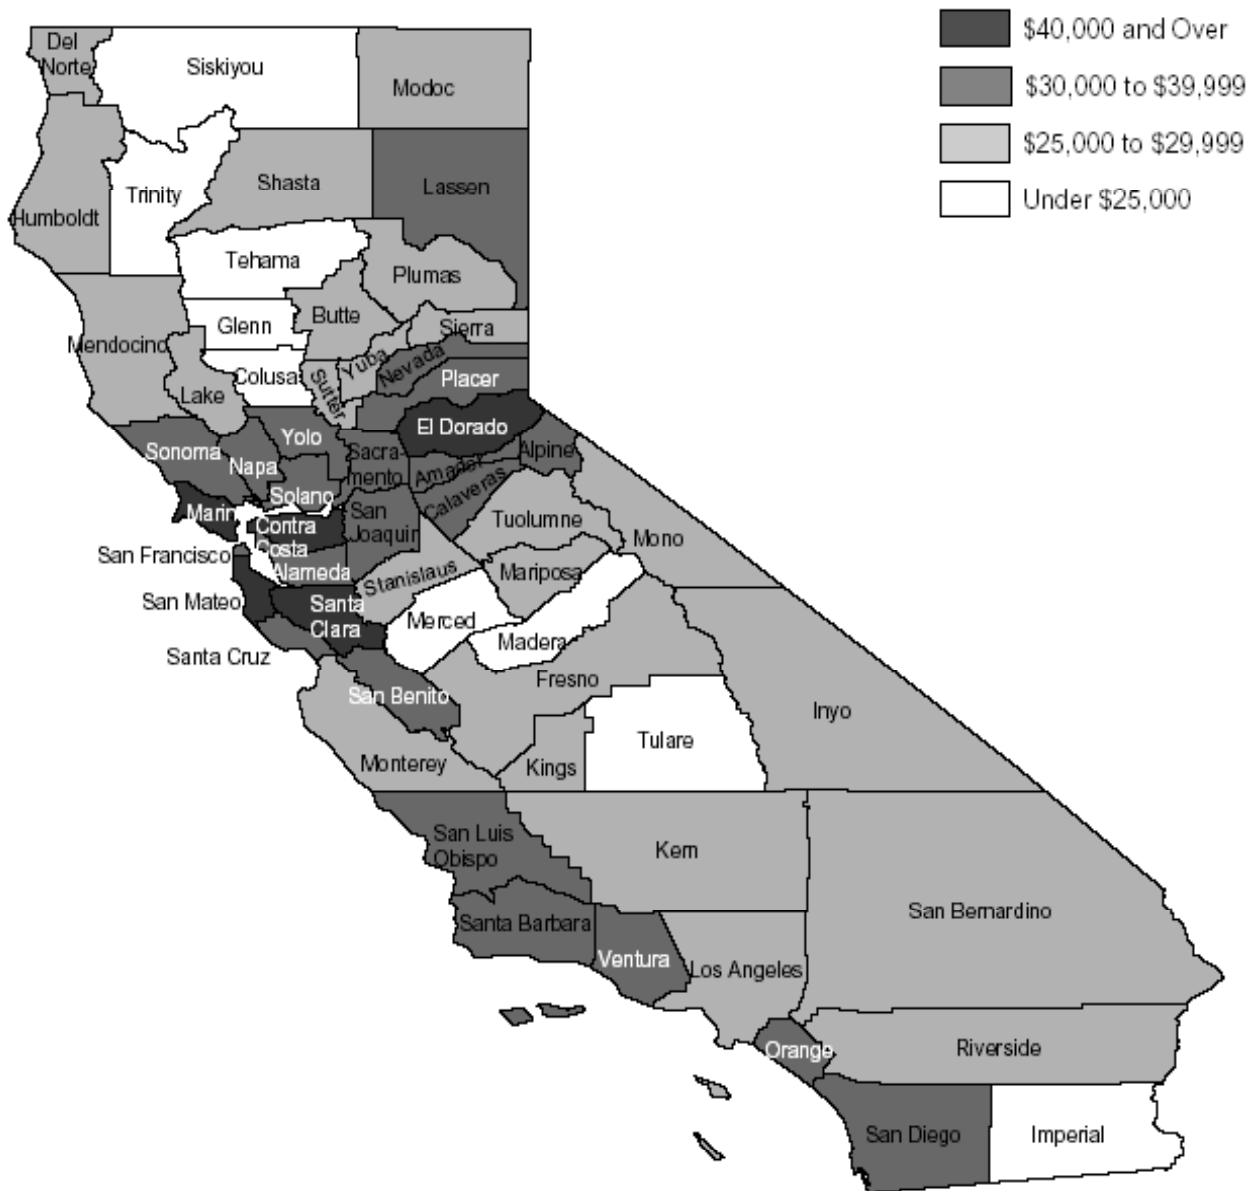 $40,000 and Over
$30,000 to $39,999
$25,000 to $29,999
Under $25,000
Del
Norte
Siskiyou
Modoc
Humboldt
Trinity
Shasta
Lassen
Tehama
Plumas
Glenn
Butte
Sierra
Mendocino
Lake
Colusa
Sutter
Yuba
Nevada
Placer
El Dorado
Sonoma
Napa
Yolo
Sacra-
mento
Amador
Alpine
Solano
Calaveras
Marin
Contra
Costa
San
Joaquin
Tuolumne
Mono
San Francisco
Alameda
Stanislaus
Mariposa
San Mateo
Santa
Clara
Merced
Madera
Santa Cruz
San Benito
Fresno
Inyo
Monterey
Kings
Tulare
San Luis
Obispo
Kern
San Bernardino
Santa Barbara
Ventura
Los Angeles
Orange
Riverside
San Diego
Imperial